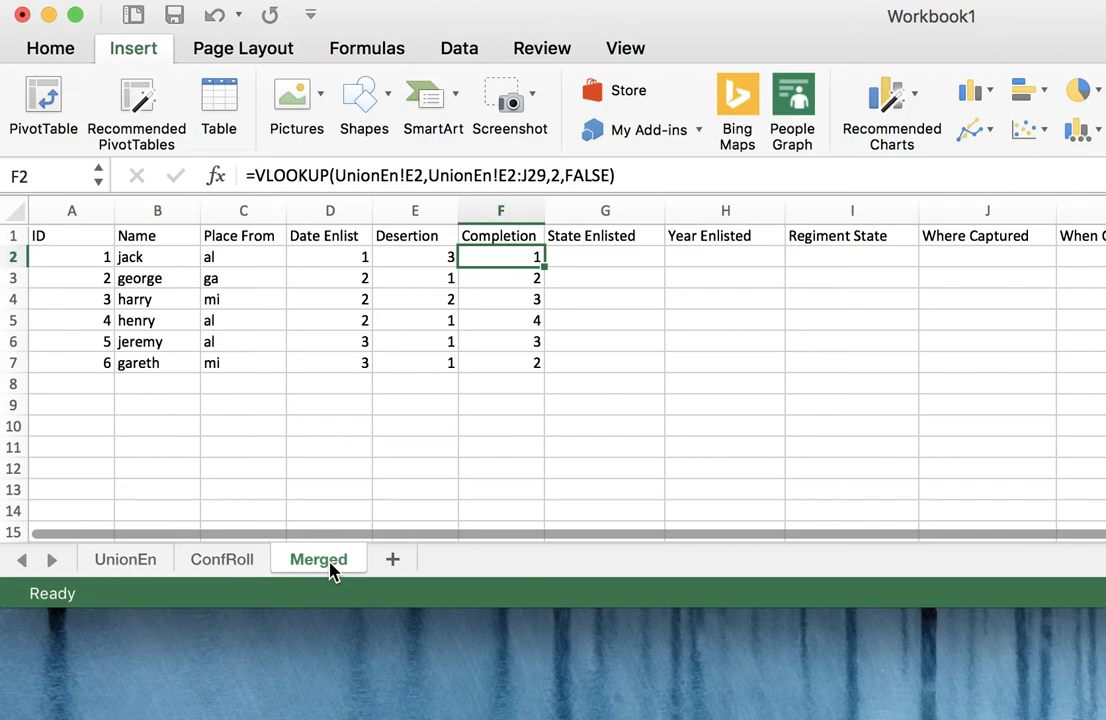 Workbook1
Home Insert Page Layout Formulas Data Review View
PivotTable Recommended PivotTables Table Pictures Shapes SmartArt Screenshot Store My Add-ins Bing Maps People Graph Recommended Charts
F2 fx =VLOOKUP(UnionEn!E2,UnionEn!E2:J29,2,FALSE)
A B C D E F G H I J
1 ID Name Place From Date Enlist Desertion Completion State Enlisted Year Enlisted Regiment State Where Captured When
2 1 jack al 1 3 1
3 2 george ga 2 1 2
4 3 harry mi 2 2 3
5 4 henry al 2 1 4
6 5 jeremy al 3 1 3
7 6 gareth mi 3 1 2
8
9
10
11
12
13
14
15
UnionEn ConfRoll Merged +
Ready